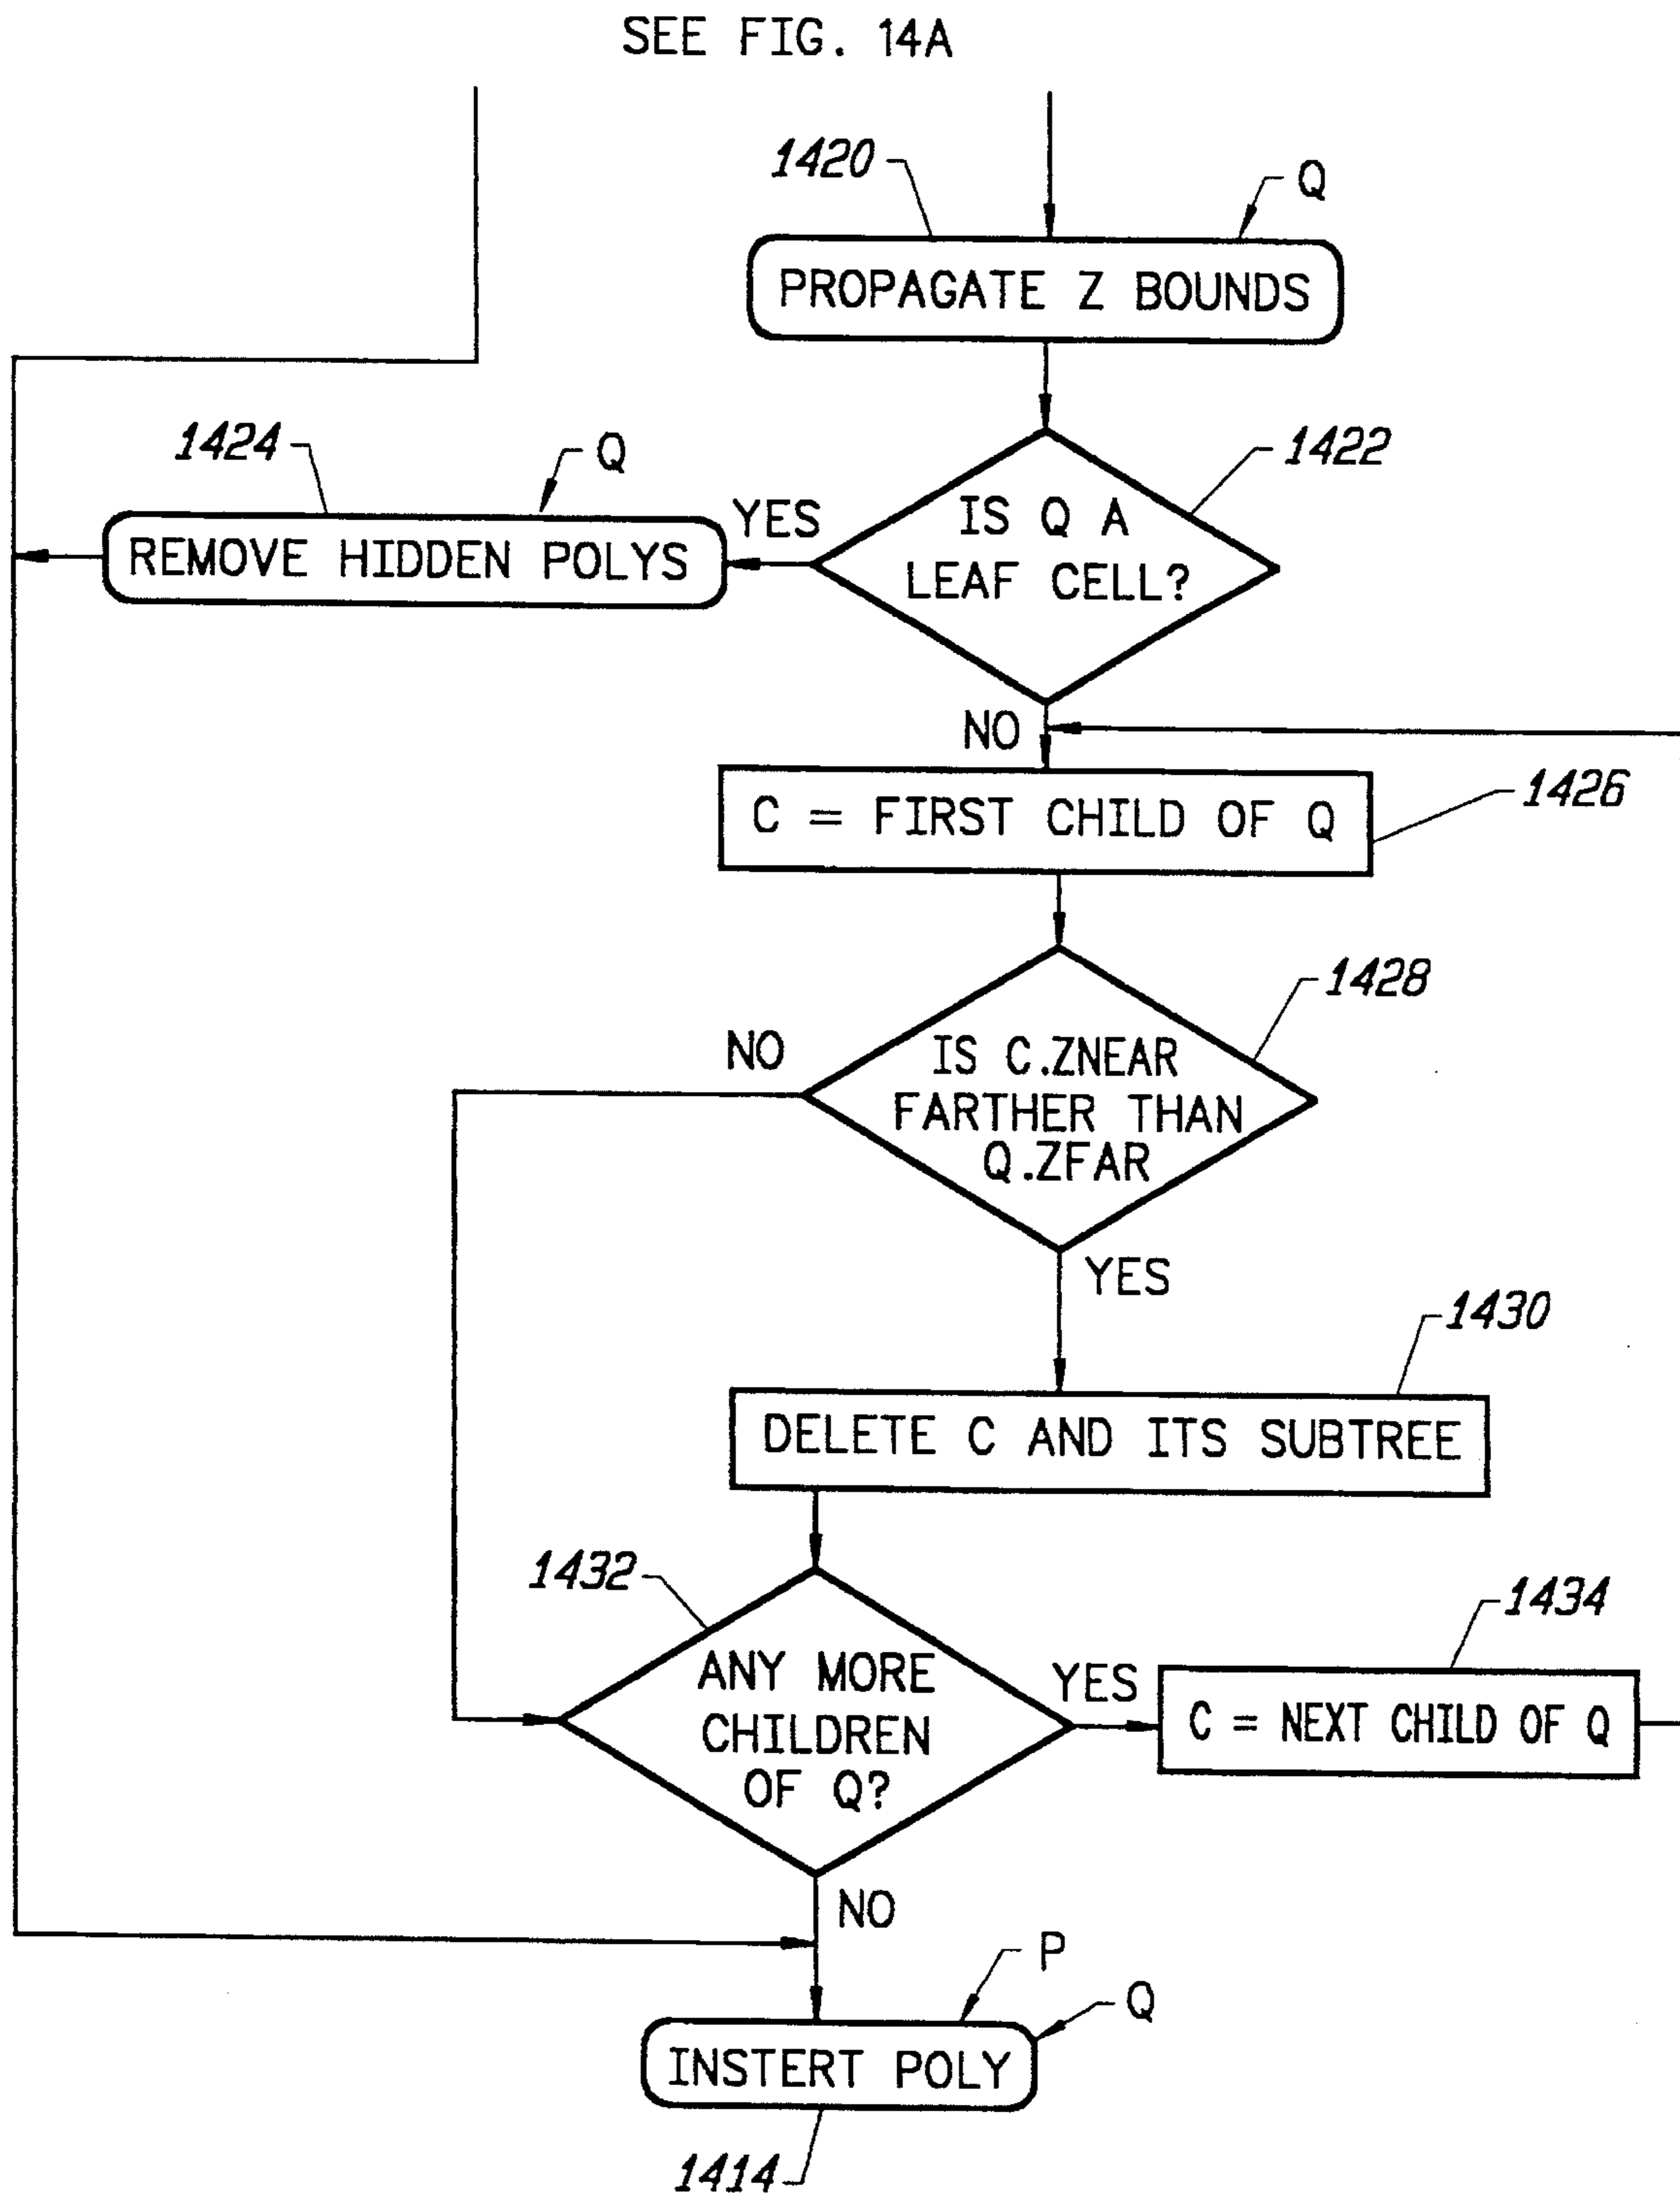 SEE FIG. 14A
1420
Q
PROPAGATE Z BOUNDS
1424
Q
1422
YES
IS Q A
LEAF CELL?
REMOVE HIDDEN POLYS
NO
C = FIRST CHILD OF Q
1426
1428
NO
IS C.ZNEAR
FARTHER THAN
Q.ZFAR
YES
1430
DELETE C AND ITS SUBTREE
1432
1434
ANY MORE
CHILDREN
OF Q?
YES
C = NEXT CHILD OF Q
NO
P
Q
INSTERT POLY
1414